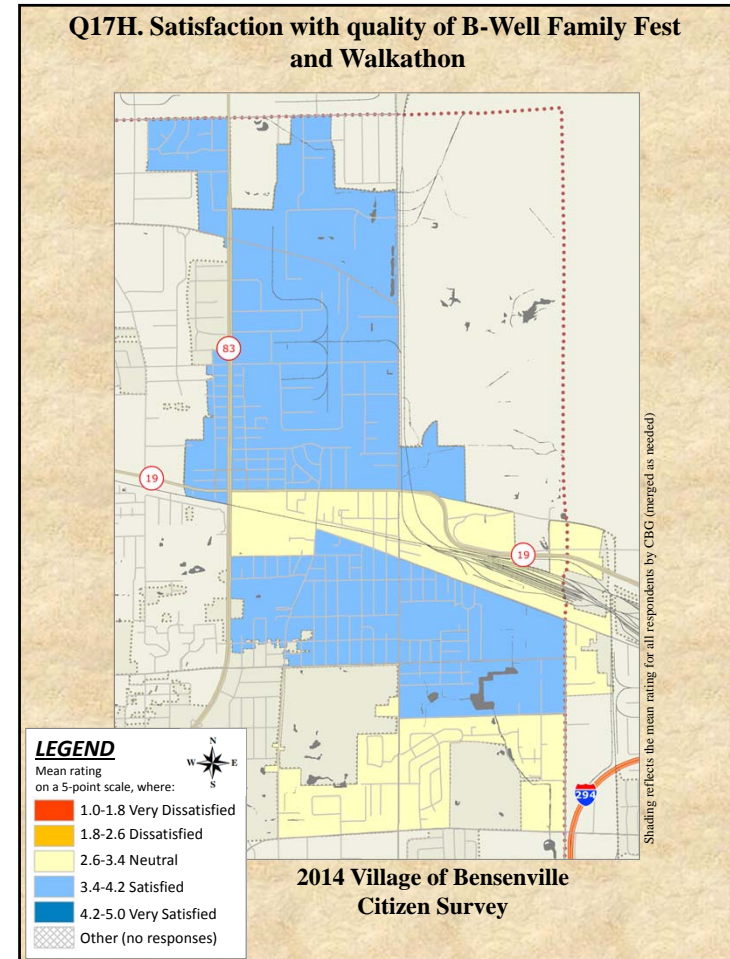 Q17H. Satisfaction with quality of B-Well Family Fest
and Walkathon
83
19
19
294
Shading reflects the mean rating for all respondents by CBG (merged as needed)
LEGEND
Mean rating
on a 5-point scale, where:
N
W E
S
1.0-1.8 Very Dissatisfied
1.8-2.6 Dissatisfied
2.6-3.4 Neutral
3.4-4.2 Satisfied
4.2-5.0 Very Satisfied
Other (no responses)
2014 Village of Bensenville
Citizen Survey